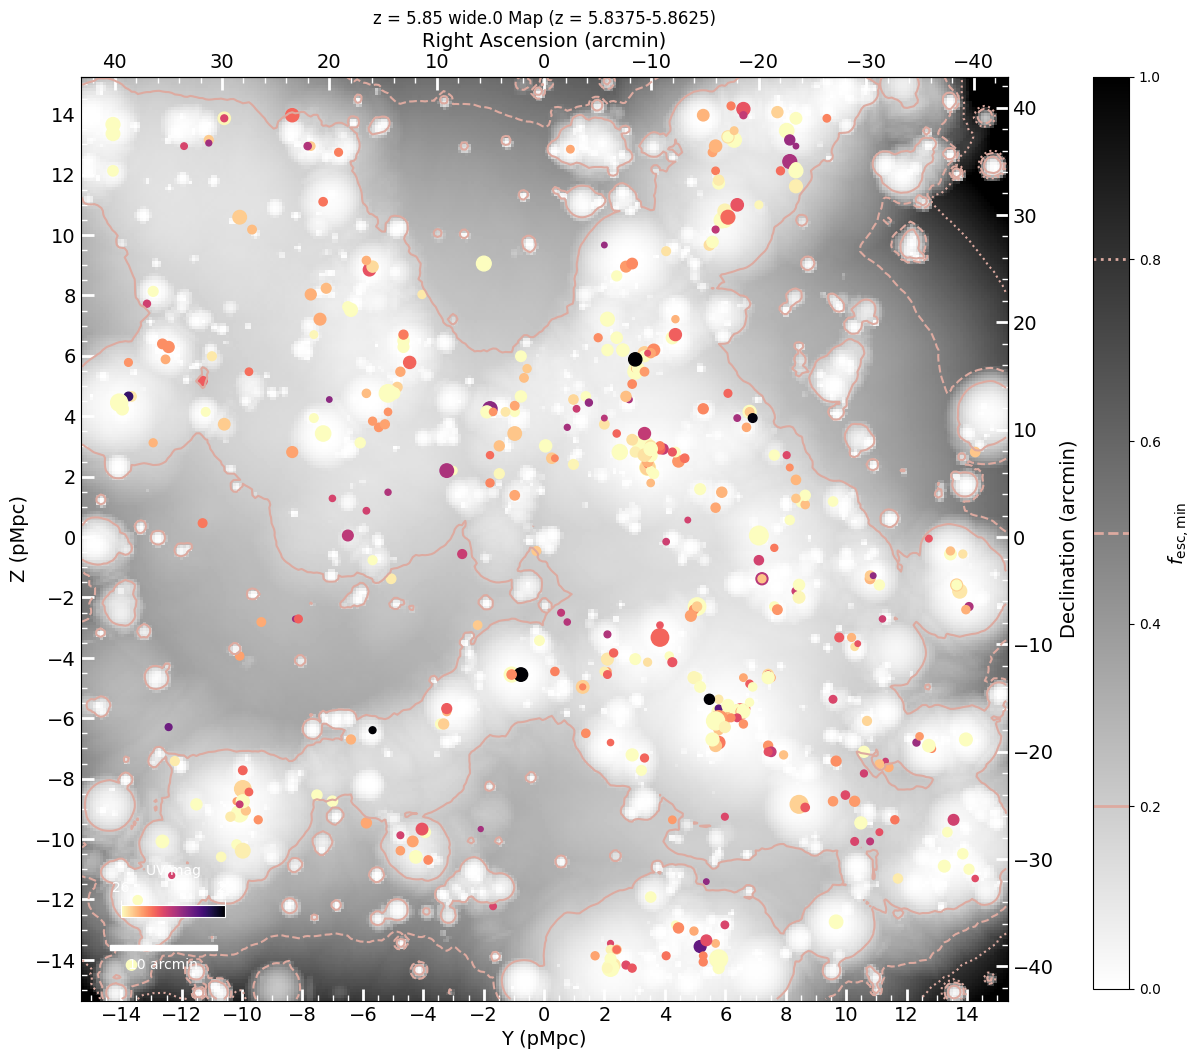 z = 5.85 wide.0 Map (z = 5.8375-5.8625)
Right Ascension (arcmin)
40 30 20 10 0 −10 −20 −30 −40
14 12 10 8 6 4 2 0 −2 −4 −6 −8 −10 −12 −14
Z (pMpc)
40 30 20 10 0 −10 −20 −30 −40
Declination (arcmin)
1.0 0.8 0.6 0.4 0.2 0.0
f_esc,min
UV mag
10 arcmin
−14 −12 −10 −8 −6 −4 −2 0 2 4 6 8 10 12 14
Y (pMpc)